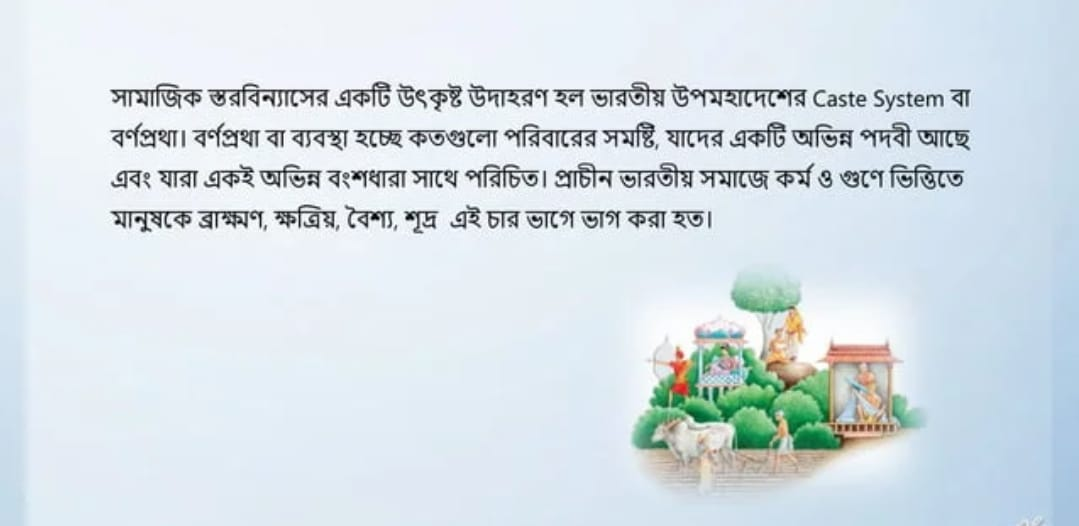 সামাজিক স্তরবিন্যাসের একটি উৎকৃষ্ট উদাহরণ হল ভারতীয় উপমহাদেশের Caste System বা
বর্ণপ্রথা। বর্ণপ্রথা বা ব্যবস্থা হচ্ছে কতগুলো পরিবারের সমষ্টি, যাদের একটি অভিন্ন পদবী আছে
এবং যারা একই অভিন্ন বংশধারা সাথে পরিচিত। প্রাচীন ভারতীয় সমাজে কর্ম ও গুণে ভিত্তিতে
মানুষকে ব্রাক্ষ্মণ, ক্ষত্রিয়, বৈশ্য, শূদ্র এই চার ভাগে ভাগ করা হত।